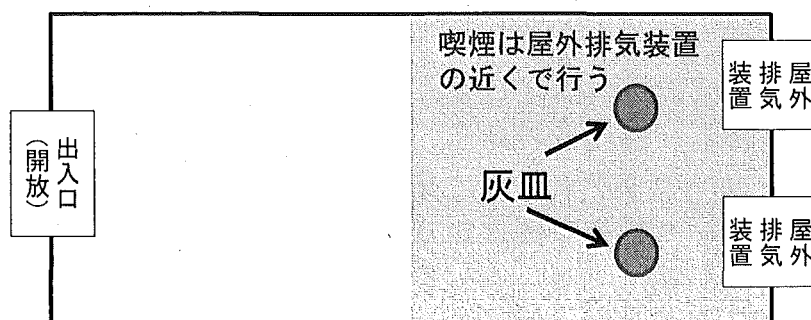 喫煙は屋外排気装置
の近くで行う
屋外
排気
装置
出入口
(開放)
灰皿
屋外
排気
装置